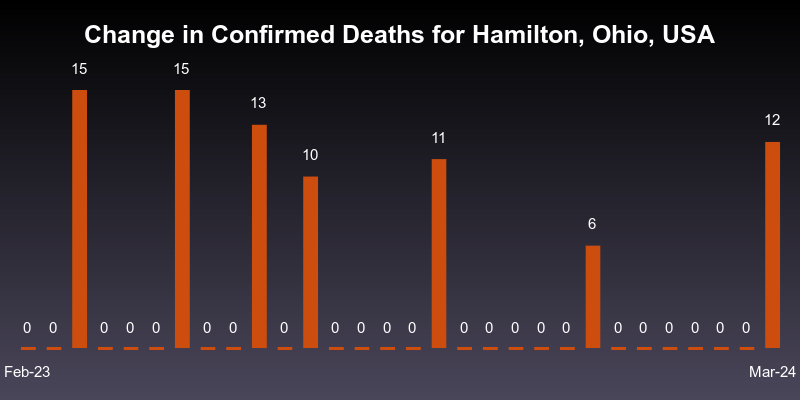 Change in Confirmed Deaths for Hamilton, Ohio, USA
0 0 15 0 0 0 15 0 0 13 0 10 0 0 0 0 11 0 0 0 0 0 6 0 0 0 0 0 0 12
Feb-23 Mar-24